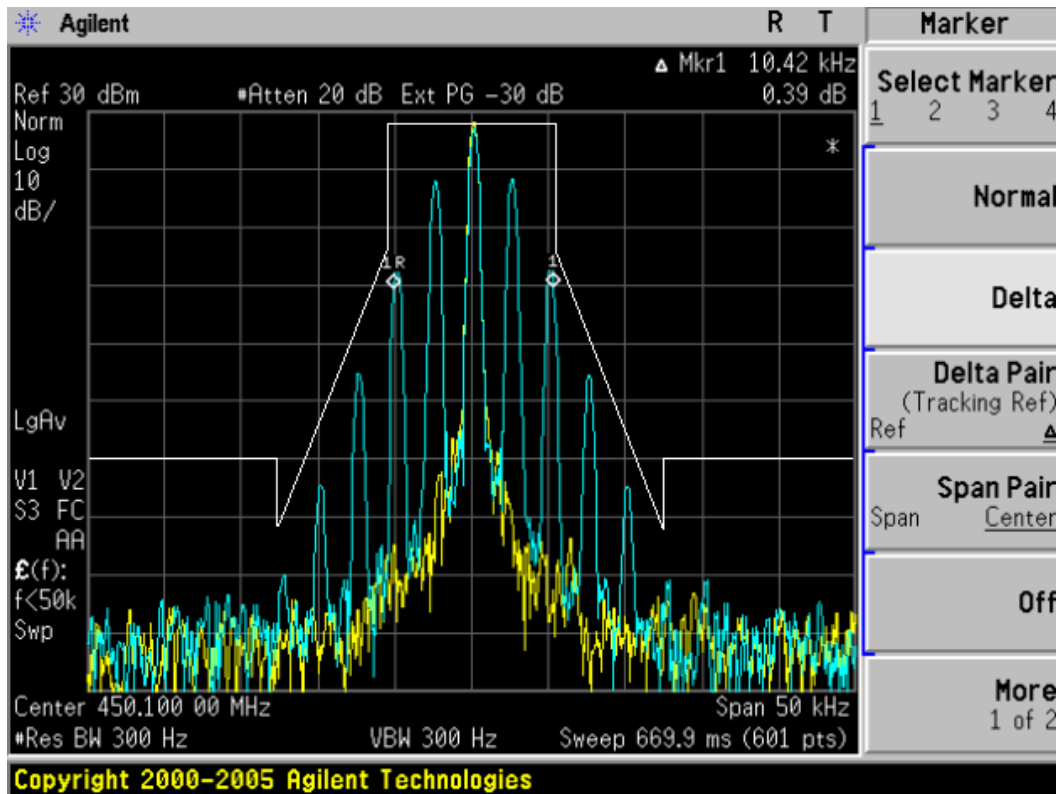 Agilent R T
Δ Mkr1 10.42 kHz
Ref 30 dBm #Atten 20 dB Ext PG -30 dB 0.39 dB
Norm
Log
10
dB/
1R
1
*
LgAv
V1 V2
S3 FC
AA
£(f):
f<50k
Swp
Center 450.100 00 MHz Span 50 kHz
#Res BW 300 Hz VBW 300 Hz Sweep 669.9 ms (601 pts)
Copyright 2000-2005 Agilent Technologies
Marker
Select Marker
1 2 3 4
Normal
Delta
Delta Pair
(Tracking Ref)
Ref Δ
Span Pair
Span Center
Off
More
1 of 2